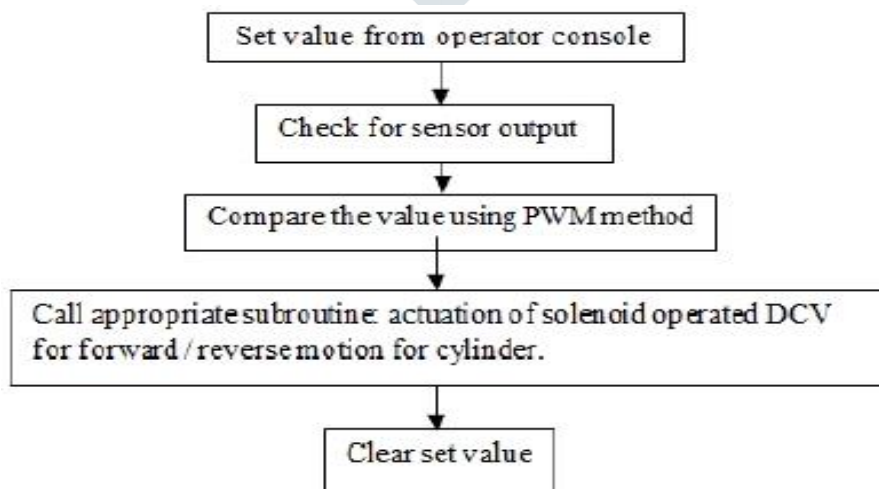 Set value from operator console
Check for sensor output
Compare the value using PWM method
Call appropriate subroutine: actuation of solenoid operated DCV
for forward / reverse motion for cylinder.
Clear set value